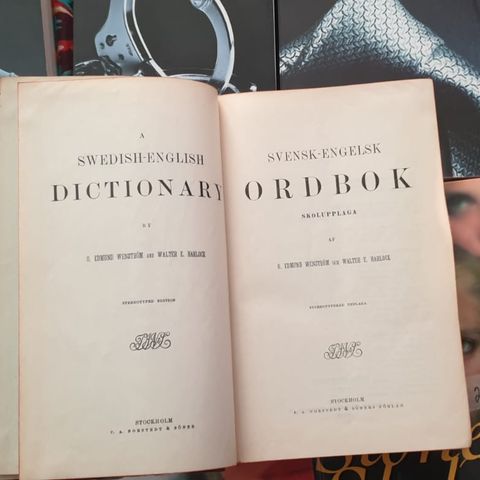 A
SWEDISH-ENGLISH
DICTIONARY
BY
O. EDMUND WENSTRÖM AND WALTER E. HARLOCK
STEREOTYPED EDITION
STOCKHOLM
P. A. NORSTEDT & SÖNER
SVENSK-ENGELSK
ORDBOK
SKOLUPPLAGA
AF
O. EDMUND WENSTRÖM OCH WALTER E. HARLOCK
STEREOTYPERAD UPPLAGA
STOCKHOLM
P. A. NORSTEDT & SÖNERS FÖRLAG